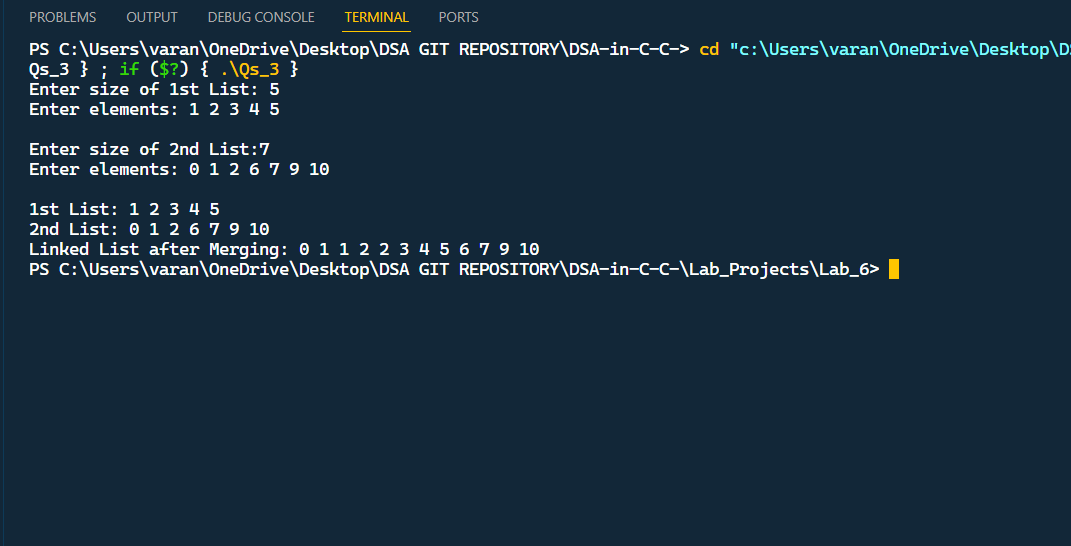 PROBLEMS OUTPUT DEBUG CONSOLE TERMINAL PORTS
PS C:\Users\varan\OneDrive\Desktop\DSA GIT REPOSITORY\DSA-in-C-C-> cd "c:\Users\varan\OneDrive\Desktop\DS
Qs_3 } ; if ($?) { .\Qs_3 }
Enter size of 1st List: 5
Enter elements: 1 2 3 4 5
Enter size of 2nd List:7
Enter elements: 0 1 2 6 7 9 10
1st List: 1 2 3 4 5
2nd List: 0 1 2 6 7 9 10
Linked List after Merging: 0 1 1 2 2 3 4 5 6 7 9 10
PS C:\Users\varan\OneDrive\Desktop\DSA GIT REPOSITORY\DSA-in-C-C-\Lab_Projects\Lab_6>